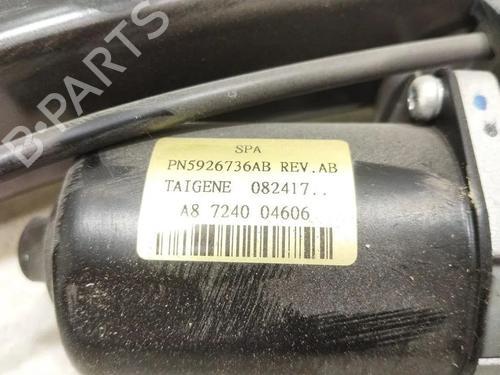 B-PARTS
SPA
PN5926736AB REV.AB
TAIGENE 082417..
A8 7240 04606